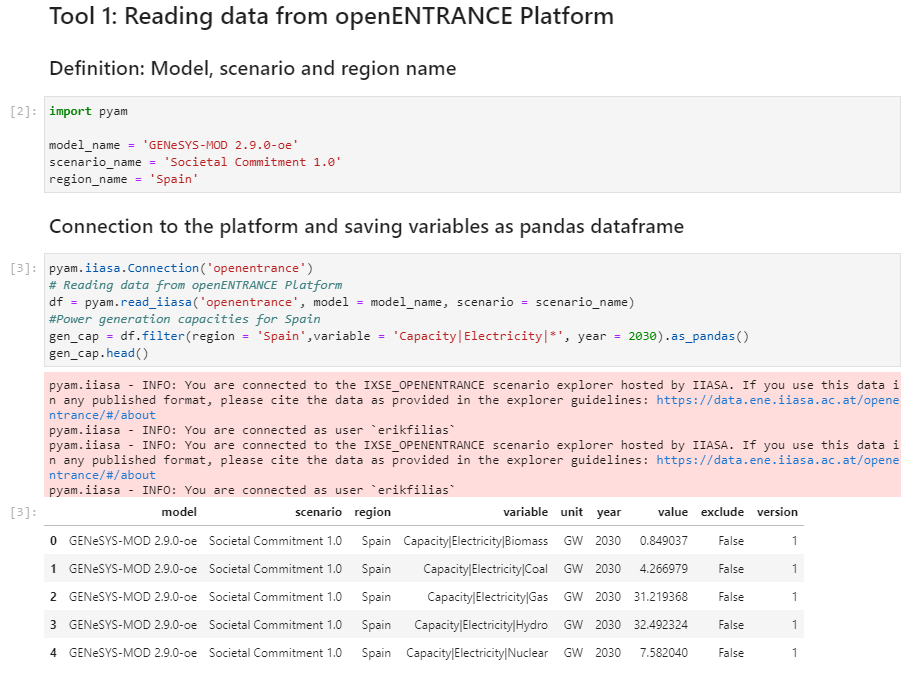 Tool 1: Reading data from openENTRANCE Platform
Definition: Model, scenario and region name
[2]: import pyam
model_name = 'GENeSYS-MOD 2.9.0-oe'
scenario_name = 'Societal Commitment 1.0'
region_name = 'Spain'
Connection to the platform and saving variables as pandas dataframe
[3]: pyam.iiasa.Connection('openentrance')
# Reading data from openENTRANCE Platform
df = pyam.read_iiasa('openentrance', model = model_name, scenario = scenario_name)
#Power generation capacities for Spain
gen_cap = df.filter(region = 'Spain',variable = 'Capacity|Electricity|*', year = 2030).as_pandas()
gen_cap.head()
pyam.iiasa - INFO: You are connected to the IXSE_OPENENTRANCE scenario explorer hosted by IIASA. If you use this data i
n any published format, please cite the data as provided in the explorer guidelines: https://data.ene.iiasa.ac.at/opene
ntrance/#/about
pyam.iiasa - INFO: You are connected as user `erikfilias`
pyam.iiasa - INFO: You are connected to the IXSE_OPENENTRANCE scenario explorer hosted by IIASA. If you use this data i
n any published format, please cite the data as provided in the explorer guidelines: https://data.ene.iiasa.ac.at/opene
ntrance/#/about
pyam.iiasa - INFO: You are connected as user `erikfilias`
[3]: model scenario region variable unit year value exclude version
0 GENeSYS-MOD 2.9.0-oe Societal Commitment 1.0 Spain Capacity|Electricity|Biomass GW 2030 0.849037 False 1
1 GENeSYS-MOD 2.9.0-oe Societal Commitment 1.0 Spain Capacity|Electricity|Coal GW 2030 4.266979 False 1
2 GENeSYS-MOD 2.9.0-oe Societal Commitment 1.0 Spain Capacity|Electricity|Gas GW 2030 31.219368 False 1
3 GENeSYS-MOD 2.9.0-oe Societal Commitment 1.0 Spain Capacity|Electricity|Hydro GW 2030 32.492324 False 1
4 GENeSYS-MOD 2.9.0-oe Societal Commitment 1.0 Spain Capacity|Electricity|Nuclear GW 2030 7.582040 False 1